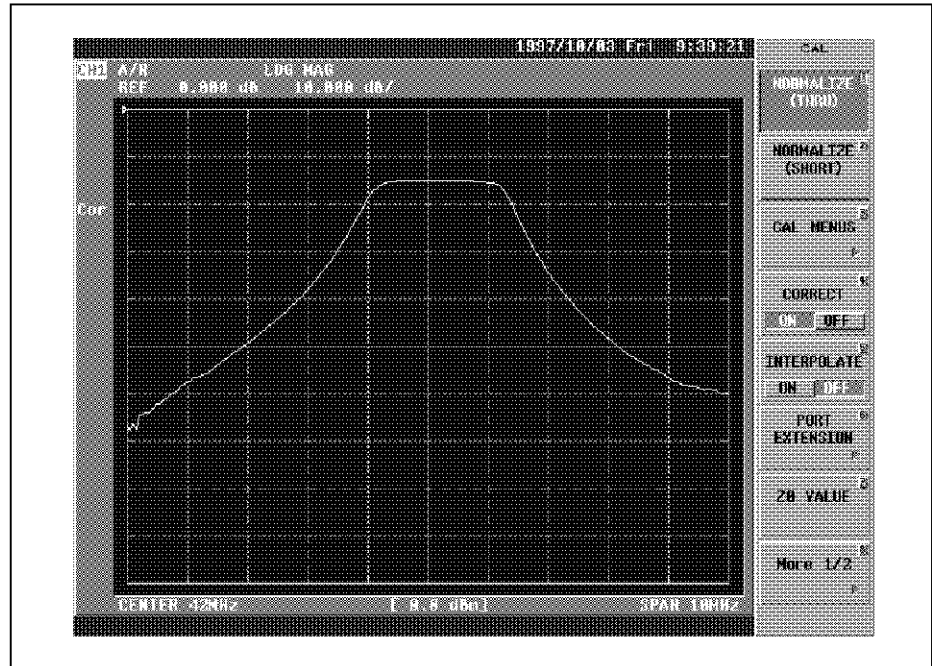 1997/10/03 Fri 9:39:21
CH1 A/R LOG MAG
REF 0.000 dB 10.000 dB/
Cor
CENTER 42MHz [ 0.0 dBm] SPAN 10MHz
CAL
NORMALIZE
(THRU)
NORMALIZE
(SHORT)
CAL MENUS
CORRECT
ON OFF
INTERPOLATE
ON OFF
PORT
EXTENSION
Z0 VALUE
More 1/2